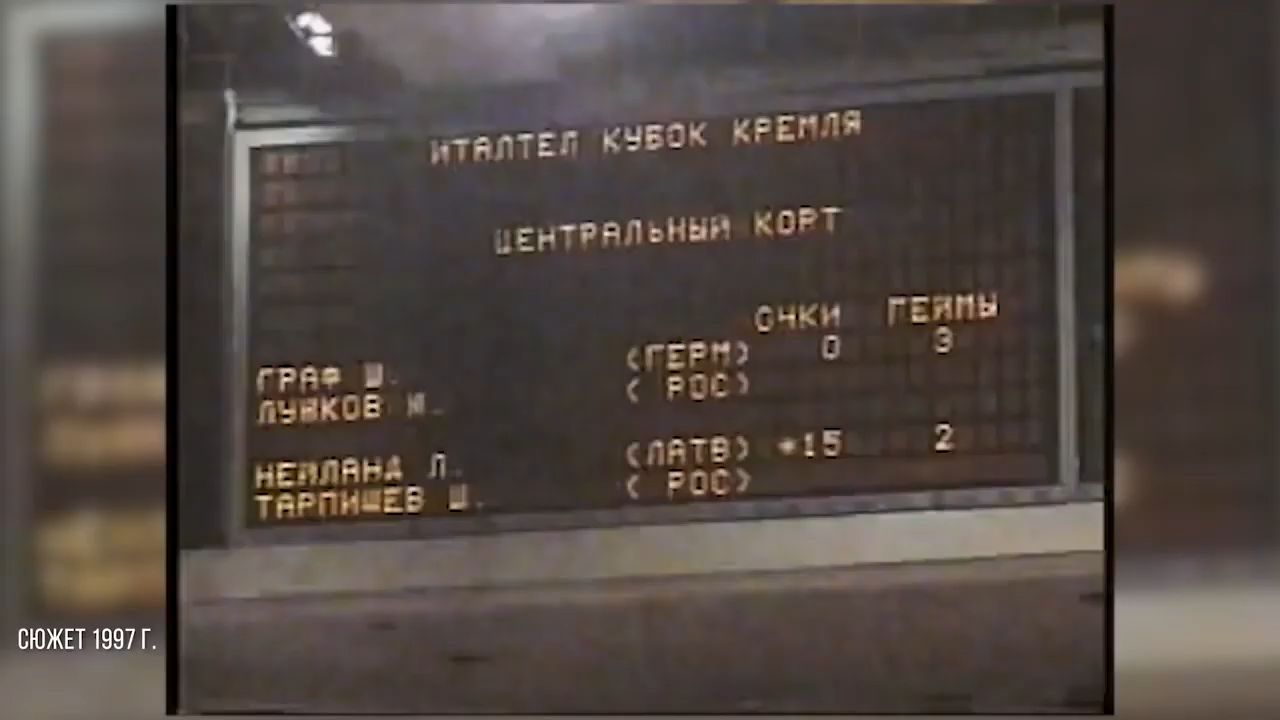 ИТАЛТЕЛ КУБОК КРЕМЛЯ
ЦЕНТРАЛЬНЫЙ КОРТ
ОЧКИ ГЕЙМЫ
ГРАФ Ш. (ГЕРМ) 0 3
ЛУЖКОВ Ю. ( РОС)
НЕЙЛАНД Л. (ЛАТВ) *15 2
ТАРПИЩЕВ Ш. ( РОС)
СЮЖЕТ 1997 Г.